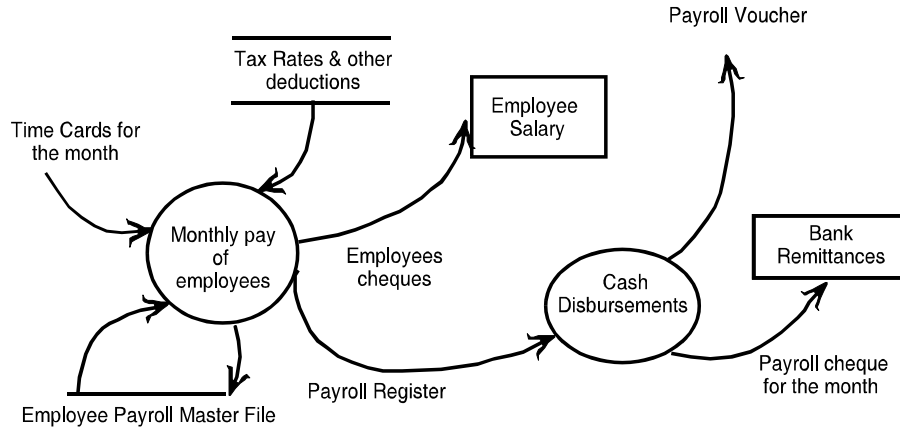 Payroll Voucher
Tax Rates & other
deductions
Employee
Salary
Time Cards for
the month
Monthly pay
of
employees
Employees
cheques
Bank
Remittances
Cash
Disbursements
Payroll cheque
for the month
Payroll Register
Employee Payroll Master File